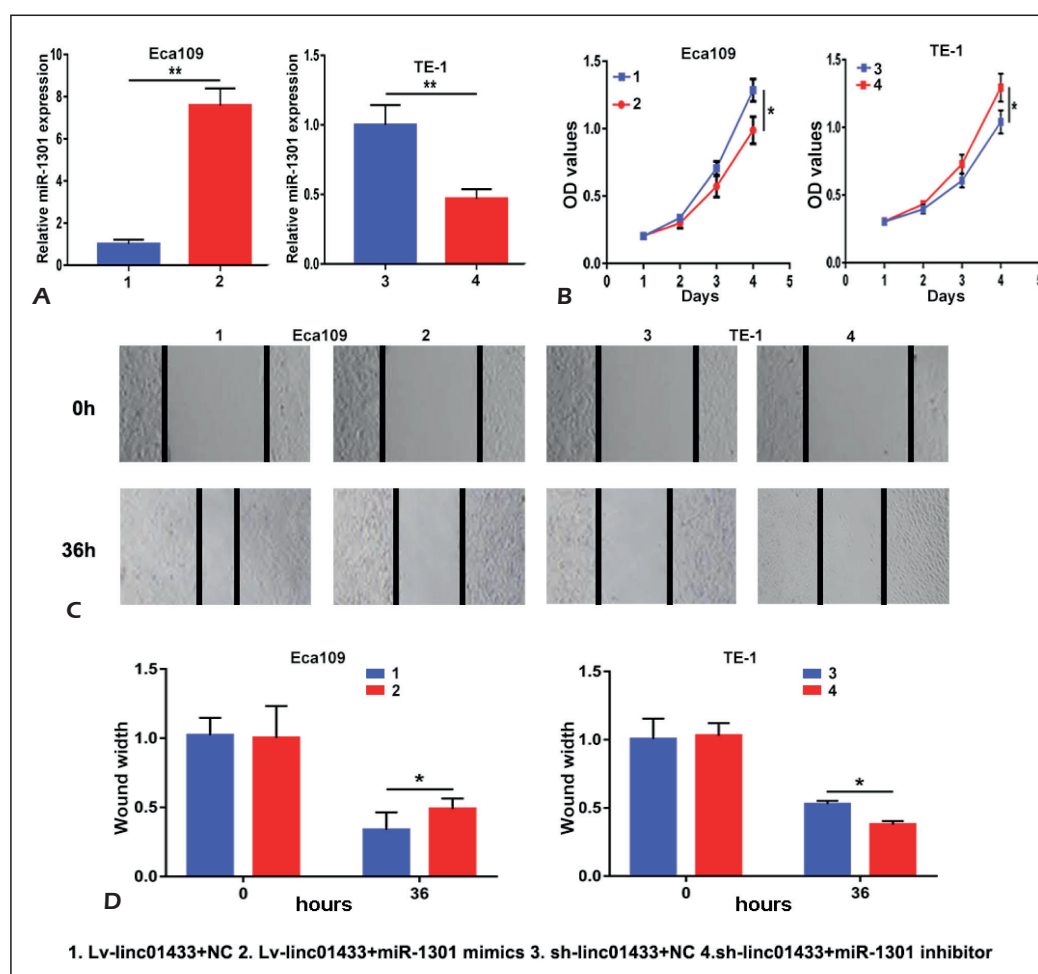 Eca109
**
Relative miR-1301 expression
10
8
6
4
2
0
1 2
TE-1
**
Relative miR-1301 expression
1.5
1.0
0.5
0.0
3 4
A
Eca109
1
2
*
OD values
1.5
1.0
0.5
0.0
0 1 2 3 4 5
Days
TE-1
3
4
*
OD values
1.5
1.0
0.5
0.0
0 1 2 3 4 5
Days
B
1 Eca109 2 3 TE-1 4
0h
36h
C
Eca109
1
2
*
Wound width
1.5
1.0
0.5
0.0
0 36
hours
TE-1
3
4
*
Wound width
1.5
1.0
0.5
0.0
0 36
hours
D
1. Lv-linc01433+NC 2. Lv-linc01433+miR-1301 mimics 3. sh-linc01433+NC 4.sh-linc01433+miR-1301 inhibitor